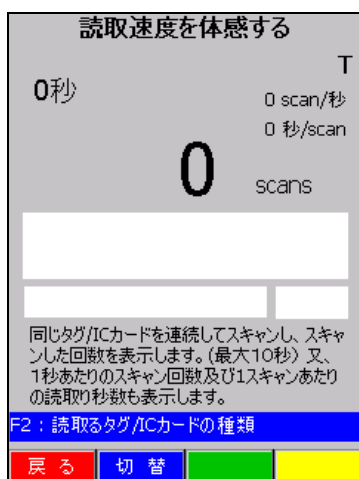 読取速度を体感する
T
0秒
0 scan/秒
0 秒/scan
0 scans
同じタグ/ICカードを連続してスキャンし、スキャ
ンした回数を表示します。(最大10秒) 又、
1秒あたりのスキャン回数及び1スキャンあたり
の読取り秒数も表示します。
F2：読取るタグ/ICカードの種類
戻 る 切 替